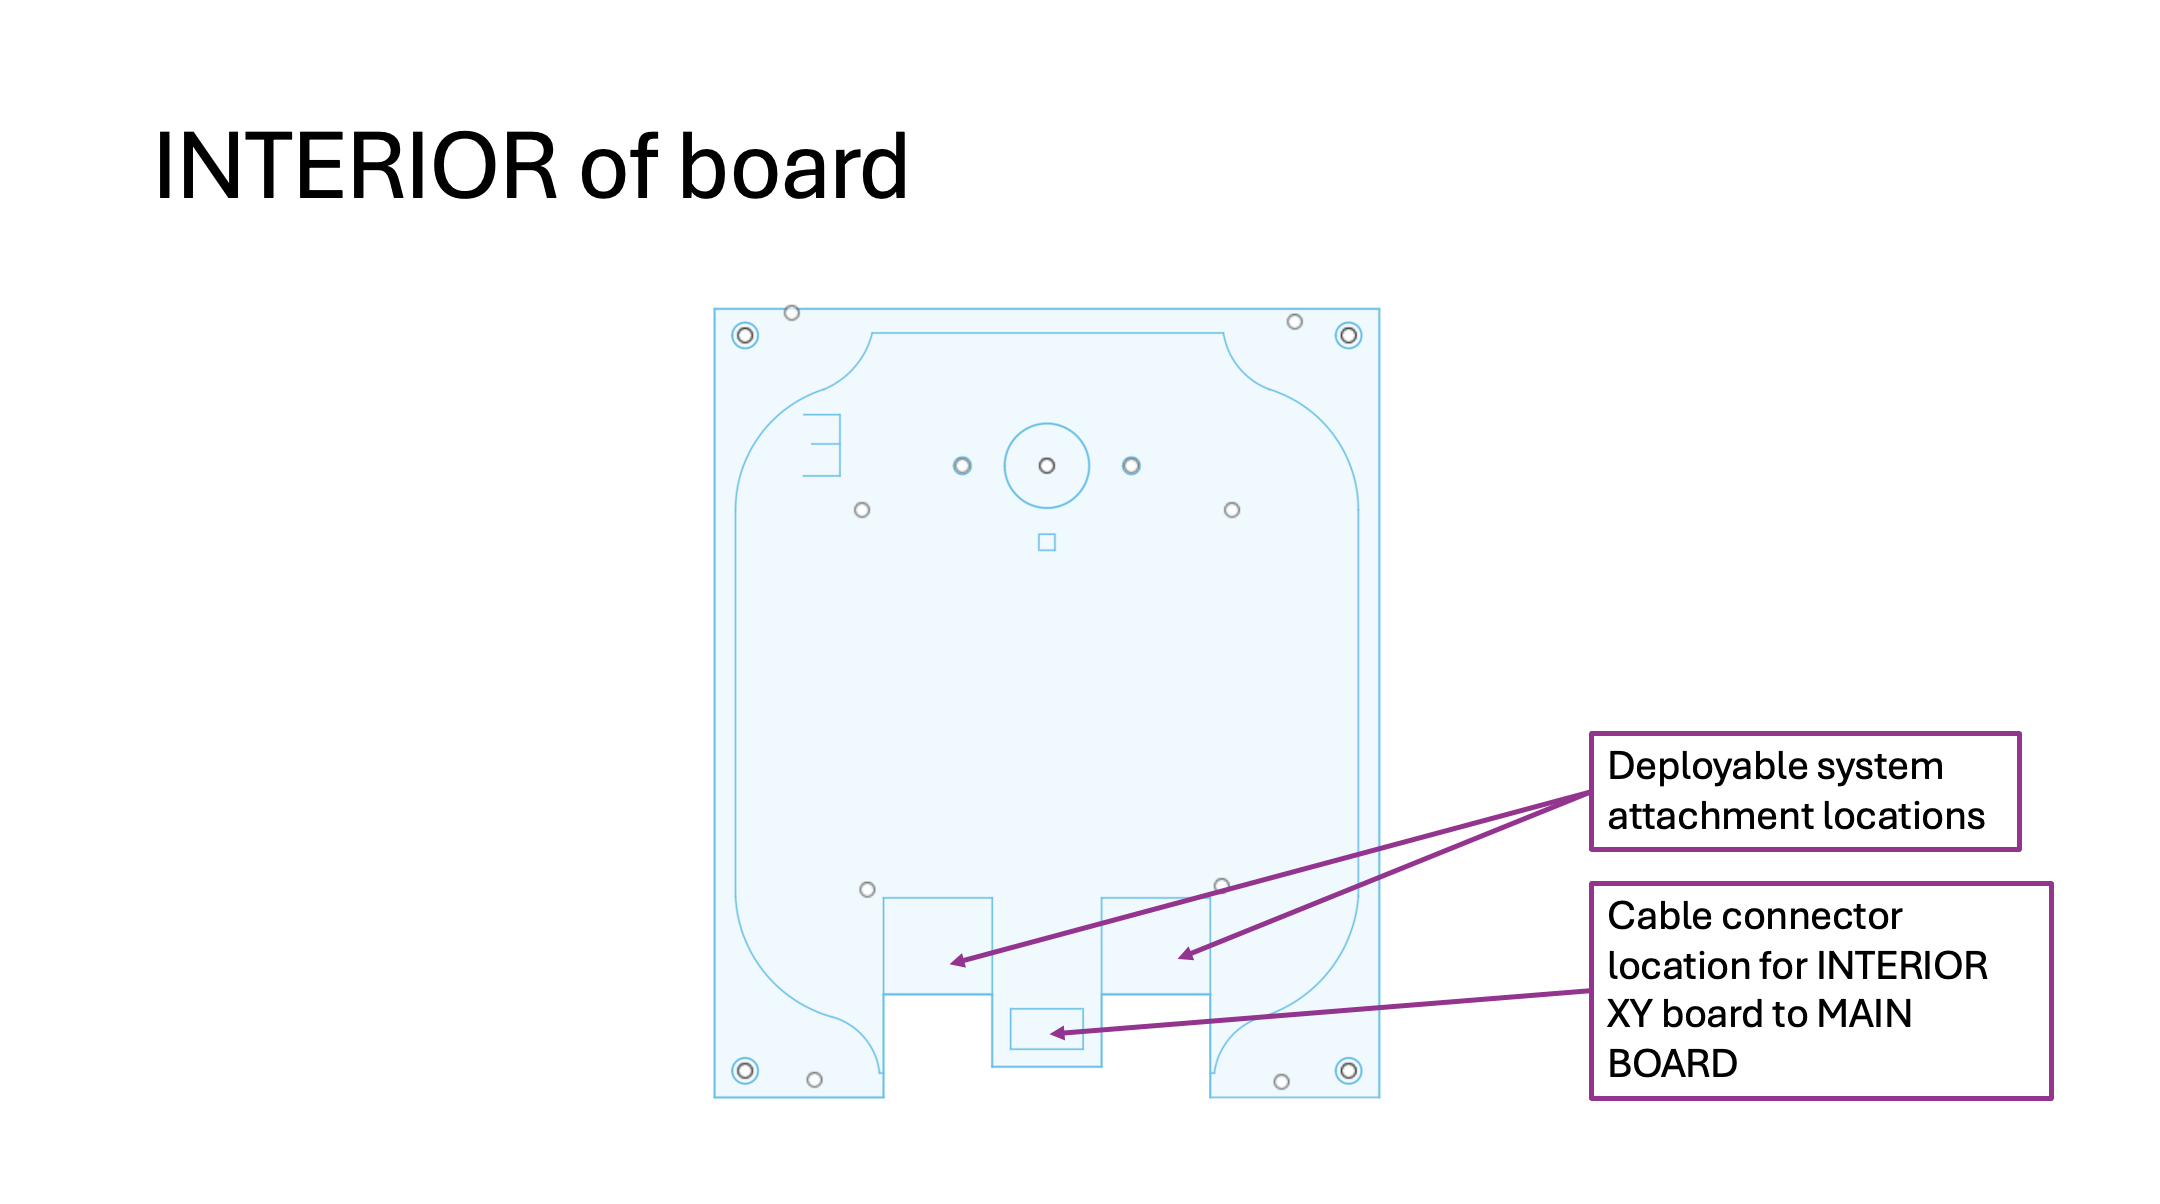 INTERIOR of board
Deployable system
attachment locations
Cable connector
location for INTERIOR
XY board to MAIN
BOARD